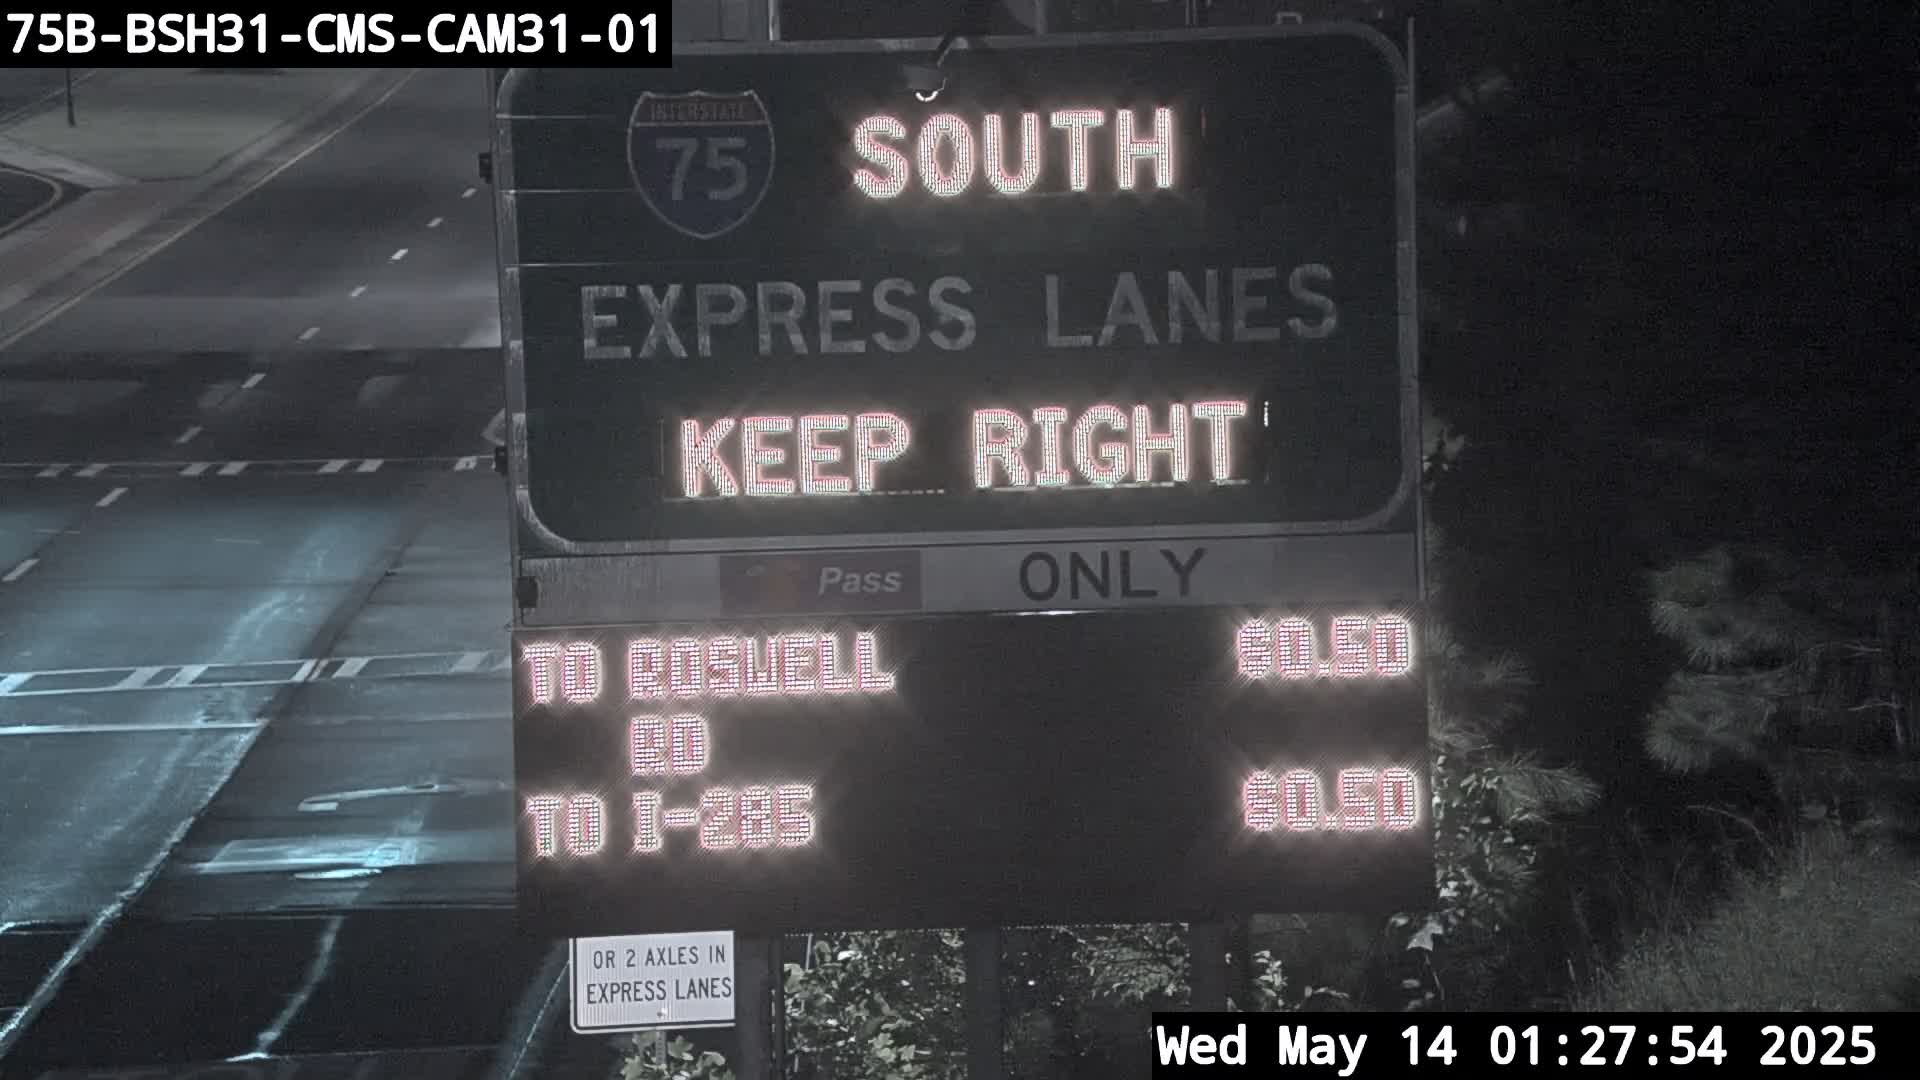 75B-BSH31-CMS-CAM31-01
INTERSTATE
75 SOUTH
EXPRESS LANES
KEEP RIGHT
Pass ONLY
TO ROSWELL $0.50
RD
TO I-285 $0.50
OR 2 AXLES IN
EXPRESS LANES
Wed May 14 01:27:54 2025